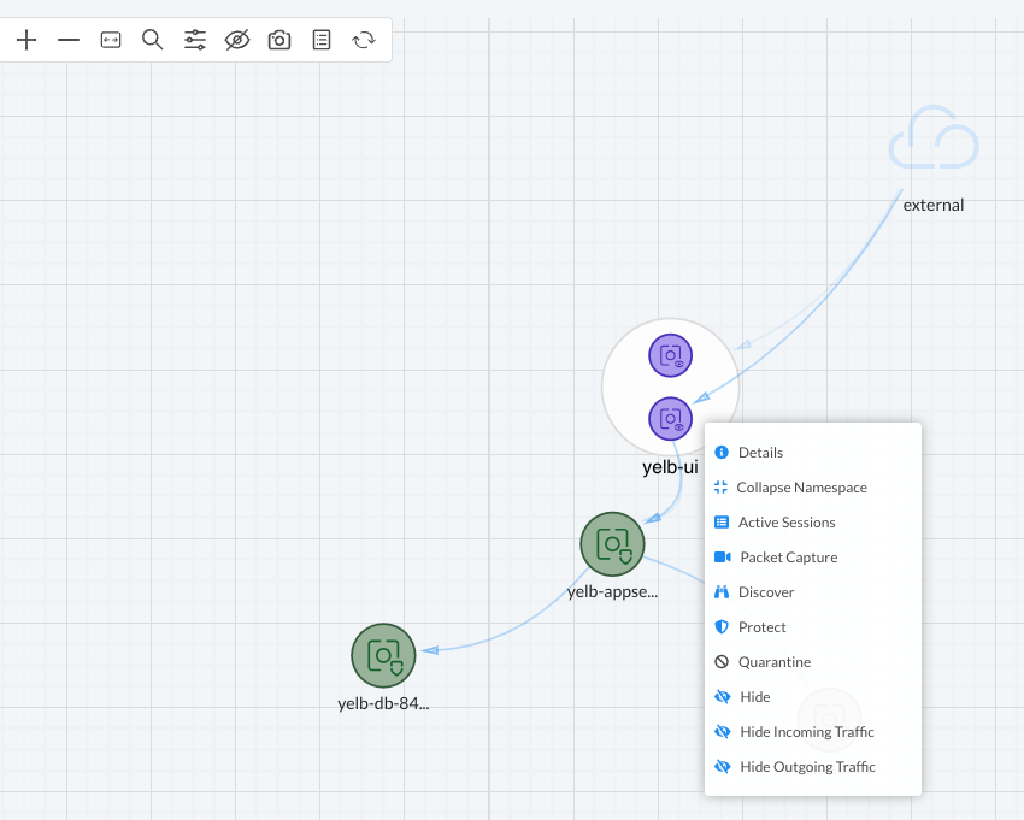 external
yelb-ui
Details
Collapse Namespace
Active Sessions
Packet Capture
yelb-appse...
Discover
Protect
Quarantine
Hide
yelb-db-84...
Hide Incoming Traffic
Hide Outgoing Traffic